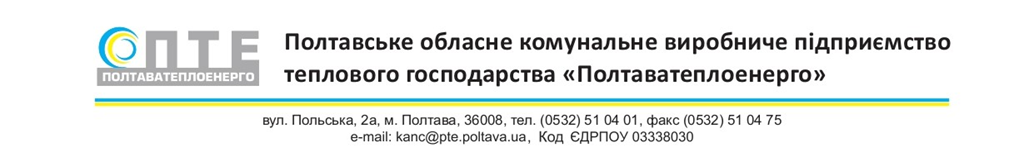 ПТЕ
ПОЛТАВАТЕПЛОЕНЕРГО
Полтавське обласне комунальне виробниче підприємство
теплового господарства «Полтаватеплоенерго»
вул. Польська, 2а, м. Полтава, 36008, тел. (0532) 51 04 01, факс (0532) 51 04 75
e-mail: kanc@pte.poltava.ua, Код ЄДРПОУ 03338030